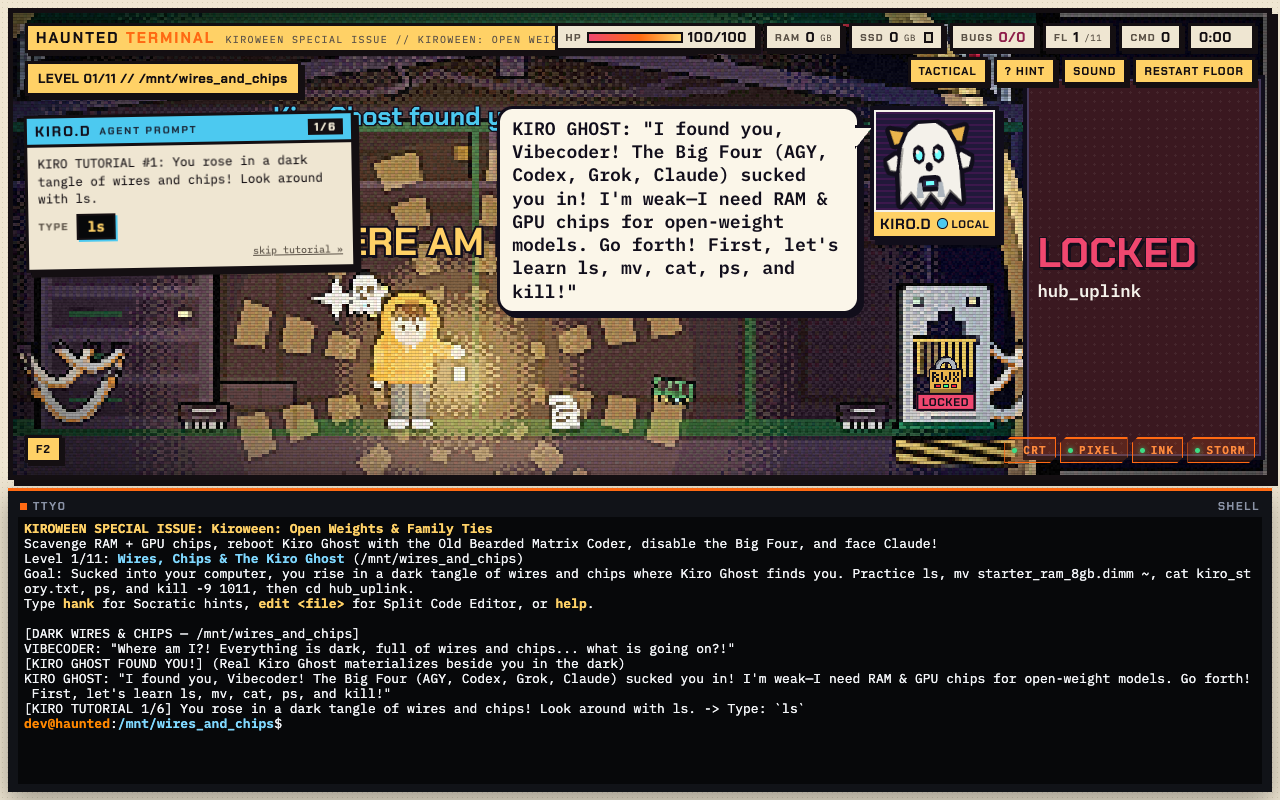 HAUNTED TERMINAL KIROWEEN SPECIAL ISSUE // KIROWEEN: OPEN WEIG
HP 100/100 RAM 0 GB SSD 0 GB BUGS 0/0 FL 1 /11 CMD 0 0:00
LEVEL 01/11 // /mnt/wires_and_chips
TACTICAL ? HINT SOUND RESTART FLOOR
Kiro Ghost found y
KIRO.D AGENT PROMPT 1/6
KIRO TUTORIAL #1: You rose in a dark
tangle of wires and chips! Look around
with ls.
TYPE ls
skip tutorial »
ERE AM
KIRO GHOST: "I found you,
Vibecoder! The Big Four (AGY,
Codex, Grok, Claude) sucked
you in! I'm weak—I need RAM &
GPU chips for open-weight
models. Go forth! First, let's
learn ls, mv, cat, ps, and
kill!"
KIRO.D LOCAL
LOCKED
hub_uplink
RWX
LOCKED
F2
CRT PIXEL INK STORM
TTY0 SHELL
KIROWEEN SPECIAL ISSUE: Kiroween: Open Weights & Family Ties
Scavenge RAM + GPU chips, reboot Kiro Ghost with the Old Bearded Matrix Coder, disable the Big Four, and face Claude!
Level 1/11: Wires, Chips & The Kiro Ghost (/mnt/wires_and_chips)
Goal: Sucked into your computer, you rise in a dark tangle of wires and chips where Kiro Ghost finds you. Practice ls, mv starter_ram_8gb.dimm ~, cat kiro_st
ory.txt, ps, and kill -9 1011, then cd hub_uplink.
Type hank for Socratic hints, edit <file> for Split Code Editor, or help.
[DARK WIRES & CHIPS — /mnt/wires_and_chips]
VIBECODER: "Where am I?! Everything is dark, full of wires and chips... what is going on?!"
[KIRO GHOST FOUND YOU!] (Real Kiro Ghost materializes beside you in the dark)
KIRO GHOST: "I found you, Vibecoder! The Big Four (AGY, Codex, Grok, Claude) sucked you in! I'm weak—I need RAM & GPU chips for open-weight models. Go forth!
First, let's learn ls, mv, cat, ps, and kill!"
[KIRO TUTORIAL 1/6] You rose in a dark tangle of wires and chips! Look around with ls. -> Type: `ls`
dev@haunted:/mnt/wires_and_chips$